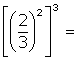 [(2/3)²]³ =